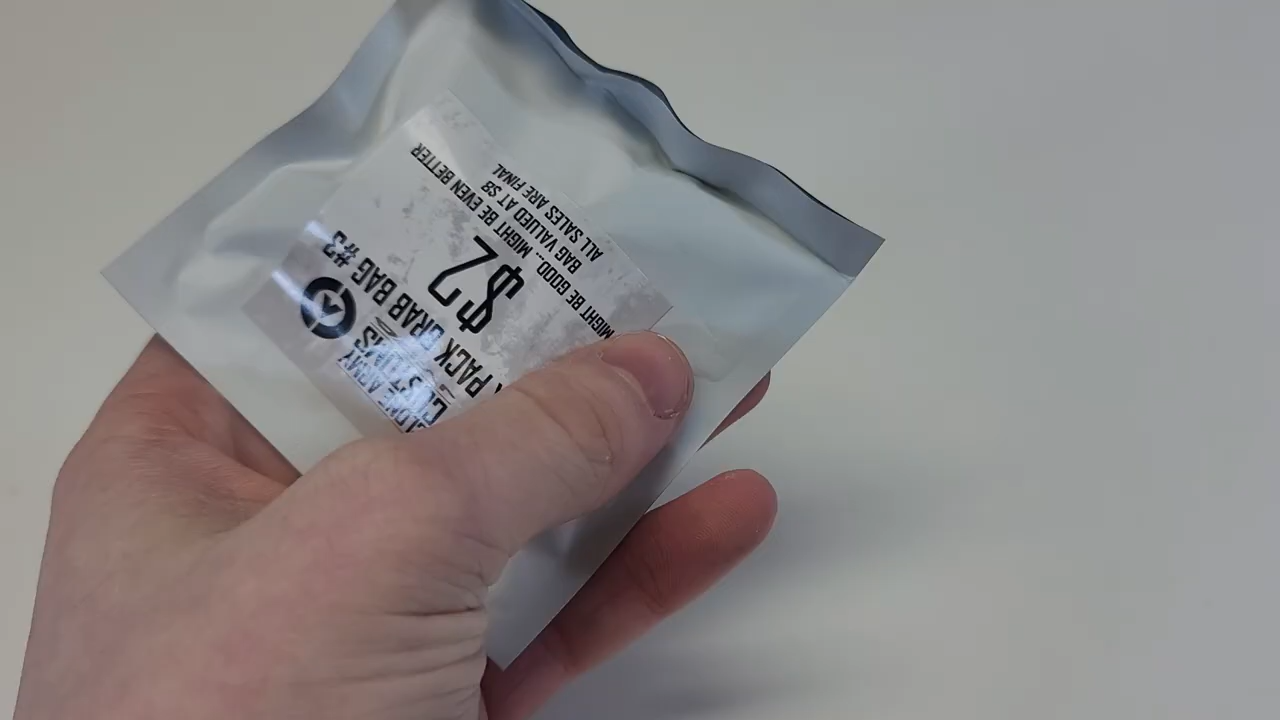 CLONE ARMY
CUSTOMS
PACK GRAB BAG #3
$2
MIGHT BE GOOD... MIGHT BE EVEN BETTER
BAG VALUED AT $8
ALL SALES ARE FINAL